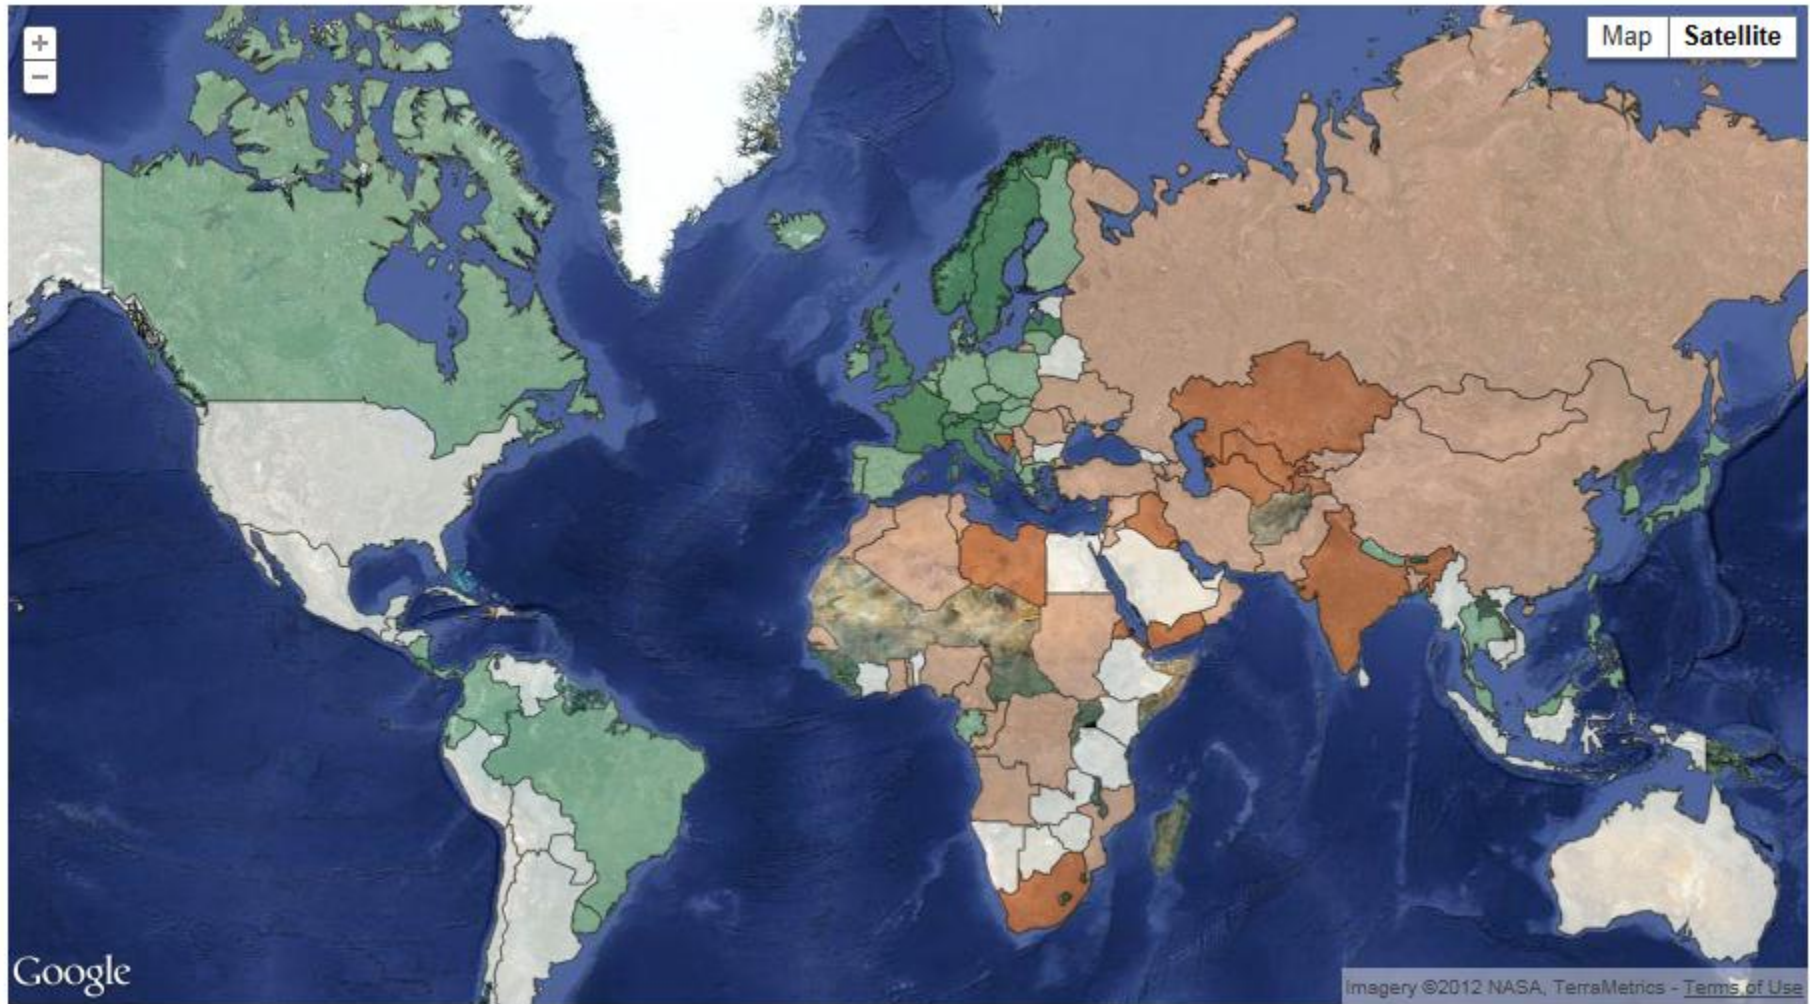 +
Map Satellite
−
Google
Imagery ©2012 NASA, TerraMetrics - Terms of Use